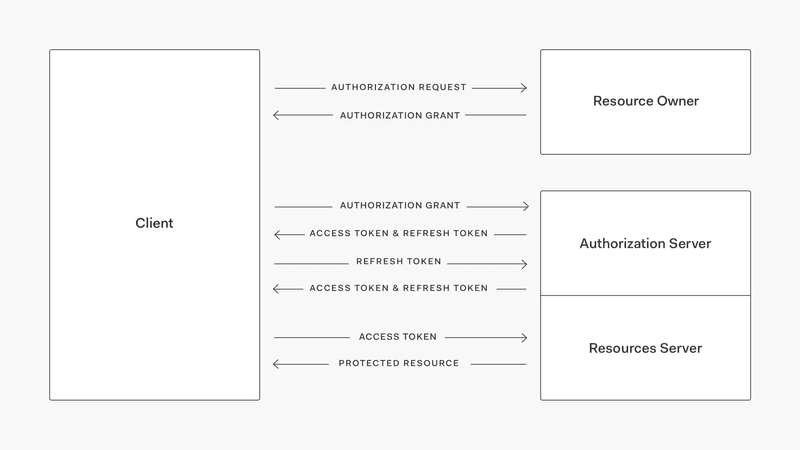 AUTHORIZATION REQUEST
Resource Owner
AUTHORIZATION GRANT
AUTHORIZATION GRANT
Client
ACCESS TOKEN & REFRESH TOKEN
Authorization Server
REFRESH TOKEN
ACCESS TOKEN & REFRESH TOKEN
ACCESS TOKEN
Resources Server
PROTECTED RESOURCE